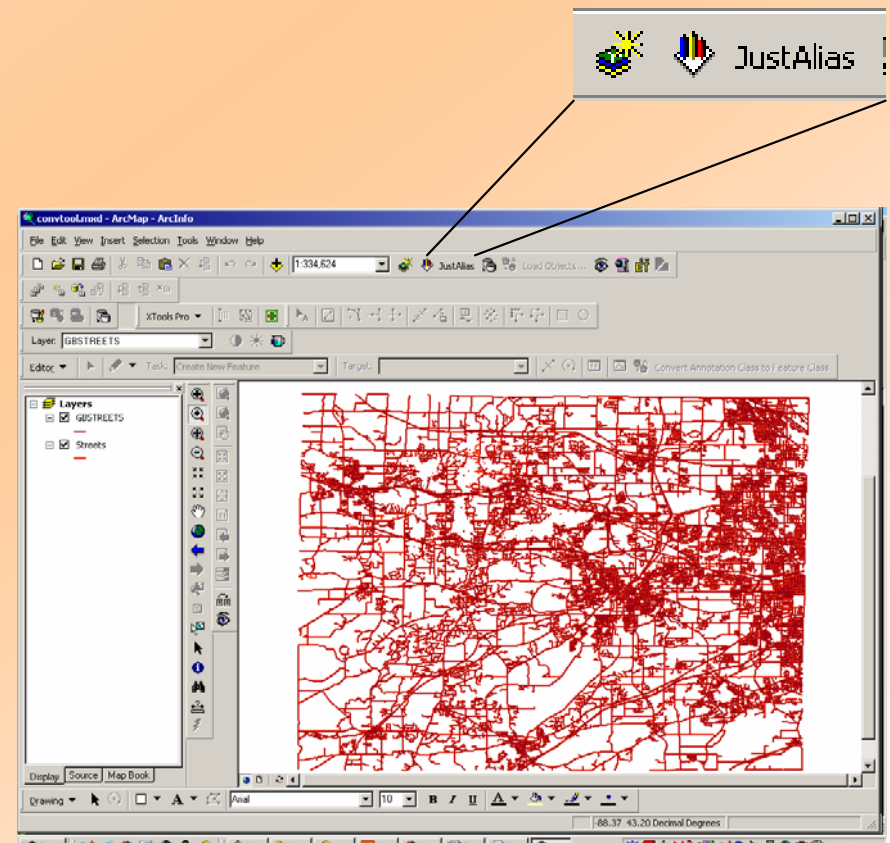 JustAlias
convtool.mxd - ArcMap - ArcInfo
File Edit View Insert Selection Tools Window Help
1:334,624 JustAlias Load Objects...
XTools Pro
Layer: GBSTREETS
Editor Task: Create New Feature Target: Convert Annotation Class to Feature Class
Layers
GBSTREETS
Streets
Display Source Map Book
Drawing A Arial 10 B I U A
-88.37 43.20 Decimal Degrees